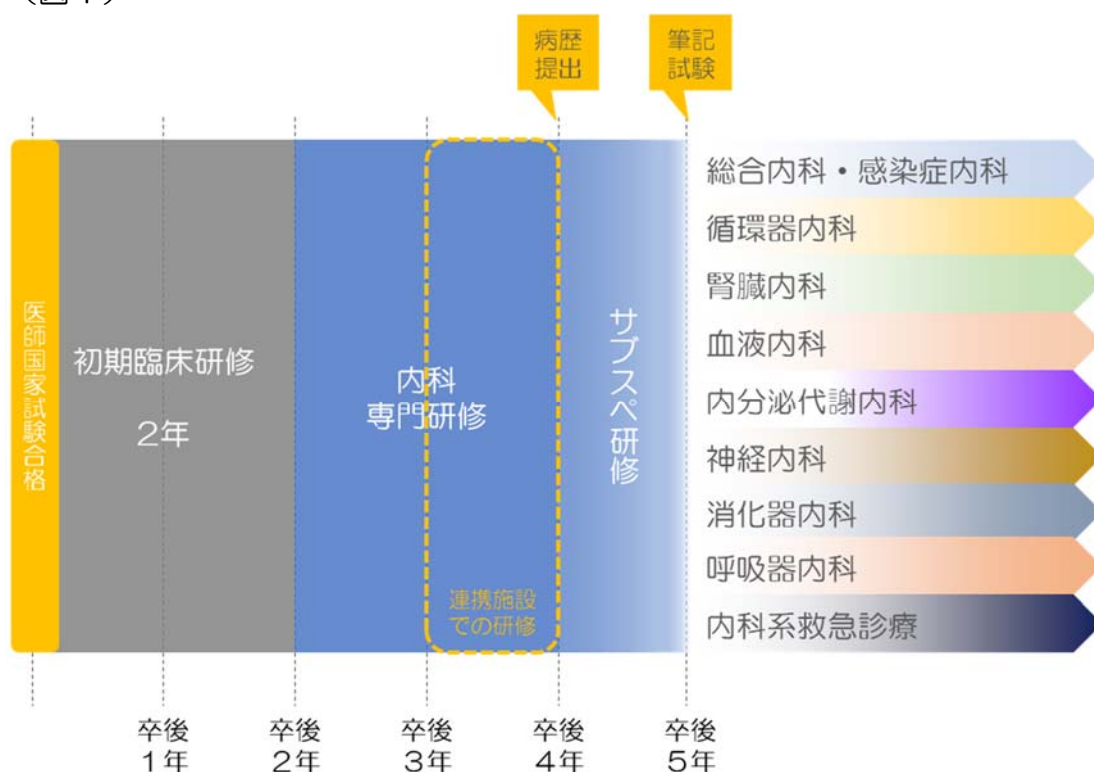 病歴
提出
筆記
試験
医師国家試験合格
初期臨床研修
2年
内科
専門研修
連携施設
での研修
サブスペ研修
総合内科・感染症内科
循環器内科
腎臓内科
血液内科
内分泌代謝内科
神経内科
消化器内科
呼吸器内科
内科系救急診療
卒後
1年
卒後
2年
卒後
3年
卒後
4年
卒後
5年